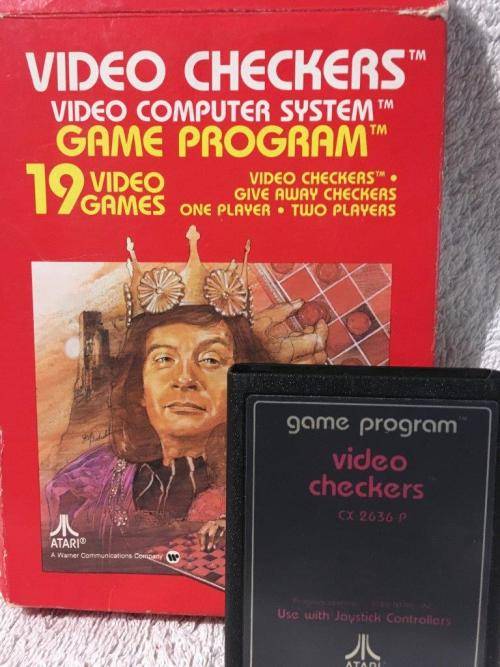 VIDEO CHECKERS™
VIDEO COMPUTER SYSTEM™
GAME PROGRAM™
19 VIDEO GAMES
VIDEO CHECKERS™ •
GIVE AWAY CHECKERS
ONE PLAYER • TWO PLAYERS
ATARI®
A Warner Communications Company
game program™
video
checkers
CX 2636 P
Use with Joystick Controllers
ATARI